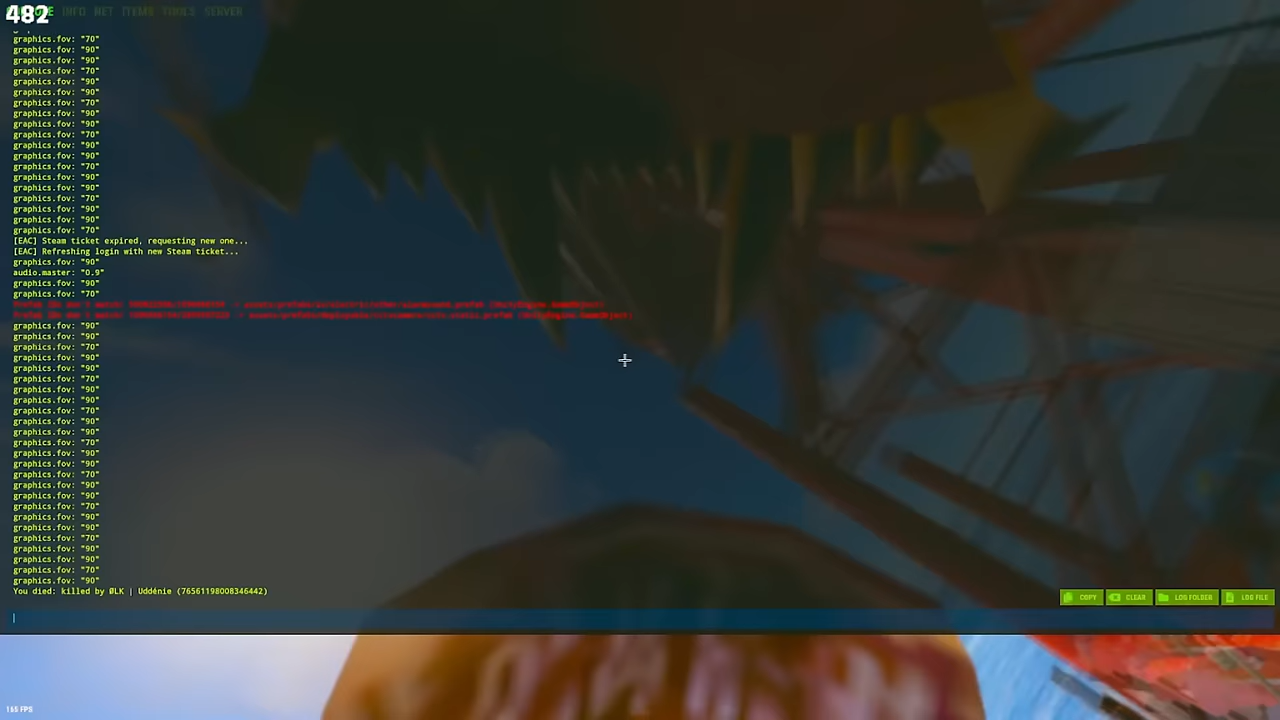 482
INFO NET ITEMS TOOLS SERVER
graphics.fov: "70"
graphics.fov: "90"
graphics.fov: "90"
graphics.fov: "70"
graphics.fov: "90"
graphics.fov: "90"
graphics.fov: "70"
graphics.fov: "90"
graphics.fov: "90"
graphics.fov: "70"
graphics.fov: "90"
graphics.fov: "90"
graphics.fov: "70"
graphics.fov: "90"
graphics.fov: "90"
graphics.fov: "70"
graphics.fov: "90"
graphics.fov: "90"
graphics.fov: "70"
[EAC] Steam ticket expired, requesting new one...
[EAC] Refreshing login with new Steam ticket...
graphics.fov: "90"
audio.master: "0.9"
graphics.fov: "90"
graphics.fov: "70"
graphics.fov: "90"
graphics.fov: "90"
graphics.fov: "70"
graphics.fov: "90"
graphics.fov: "90"
graphics.fov: "70"
graphics.fov: "90"
graphics.fov: "90"
graphics.fov: "70"
graphics.fov: "90"
graphics.fov: "90"
graphics.fov: "70"
graphics.fov: "90"
graphics.fov: "90"
graphics.fov: "70"
graphics.fov: "90"
graphics.fov: "90"
graphics.fov: "70"
graphics.fov: "90"
graphics.fov: "90"
graphics.fov: "70"
graphics.fov: "90"
graphics.fov: "90"
graphics.fov: "70"
graphics.fov: "90"
You died: killed by ØLK | Uddénie (76561198008346442)
COPY CLEAR LOG FOLDER LOG FILE
165 FPS